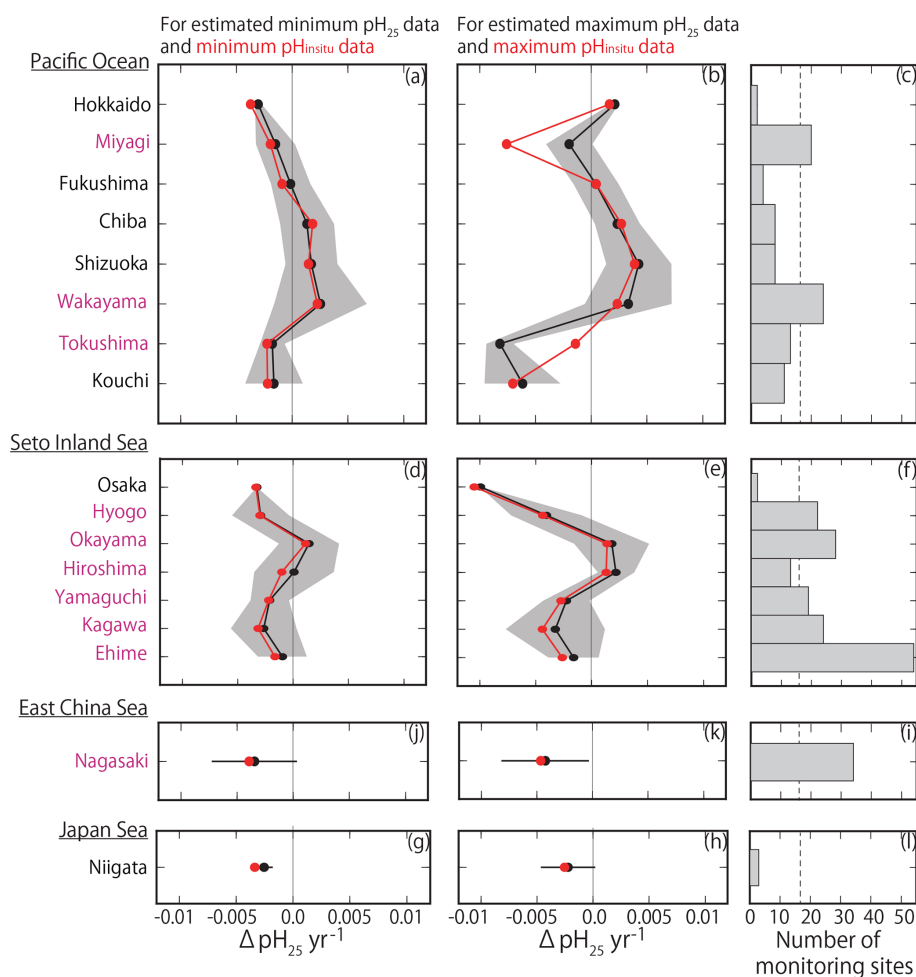 For estimated minimum pH25 data
and minimum pHinsitu data
For estimated maximum pH25 data
and maximum pHinsitu data
Pacific Ocean
(a)
(b)
(c)
Hokkaido
Miyagi
Fukushima
Chiba
Shizuoka
Wakayama
Tokushima
Kouchi
Seto Inland Sea
(d)
(e)
(f)
Osaka
Hyogo
Okayama
Hiroshima
Yamaguchi
Kagawa
Ehime
East China Sea
(j)
(k)
(i)
Nagasaki
Japan Sea
(g)
(h)
(l)
Niigata
-0.01 -0.005 0.0 0.005 0.01
-0.01 -0.005 0.0 0.005 0.01
0 10 20 30 40 50
Δ pH25 yr-1
Δ pH25 yr-1
Number of
monitoring sites